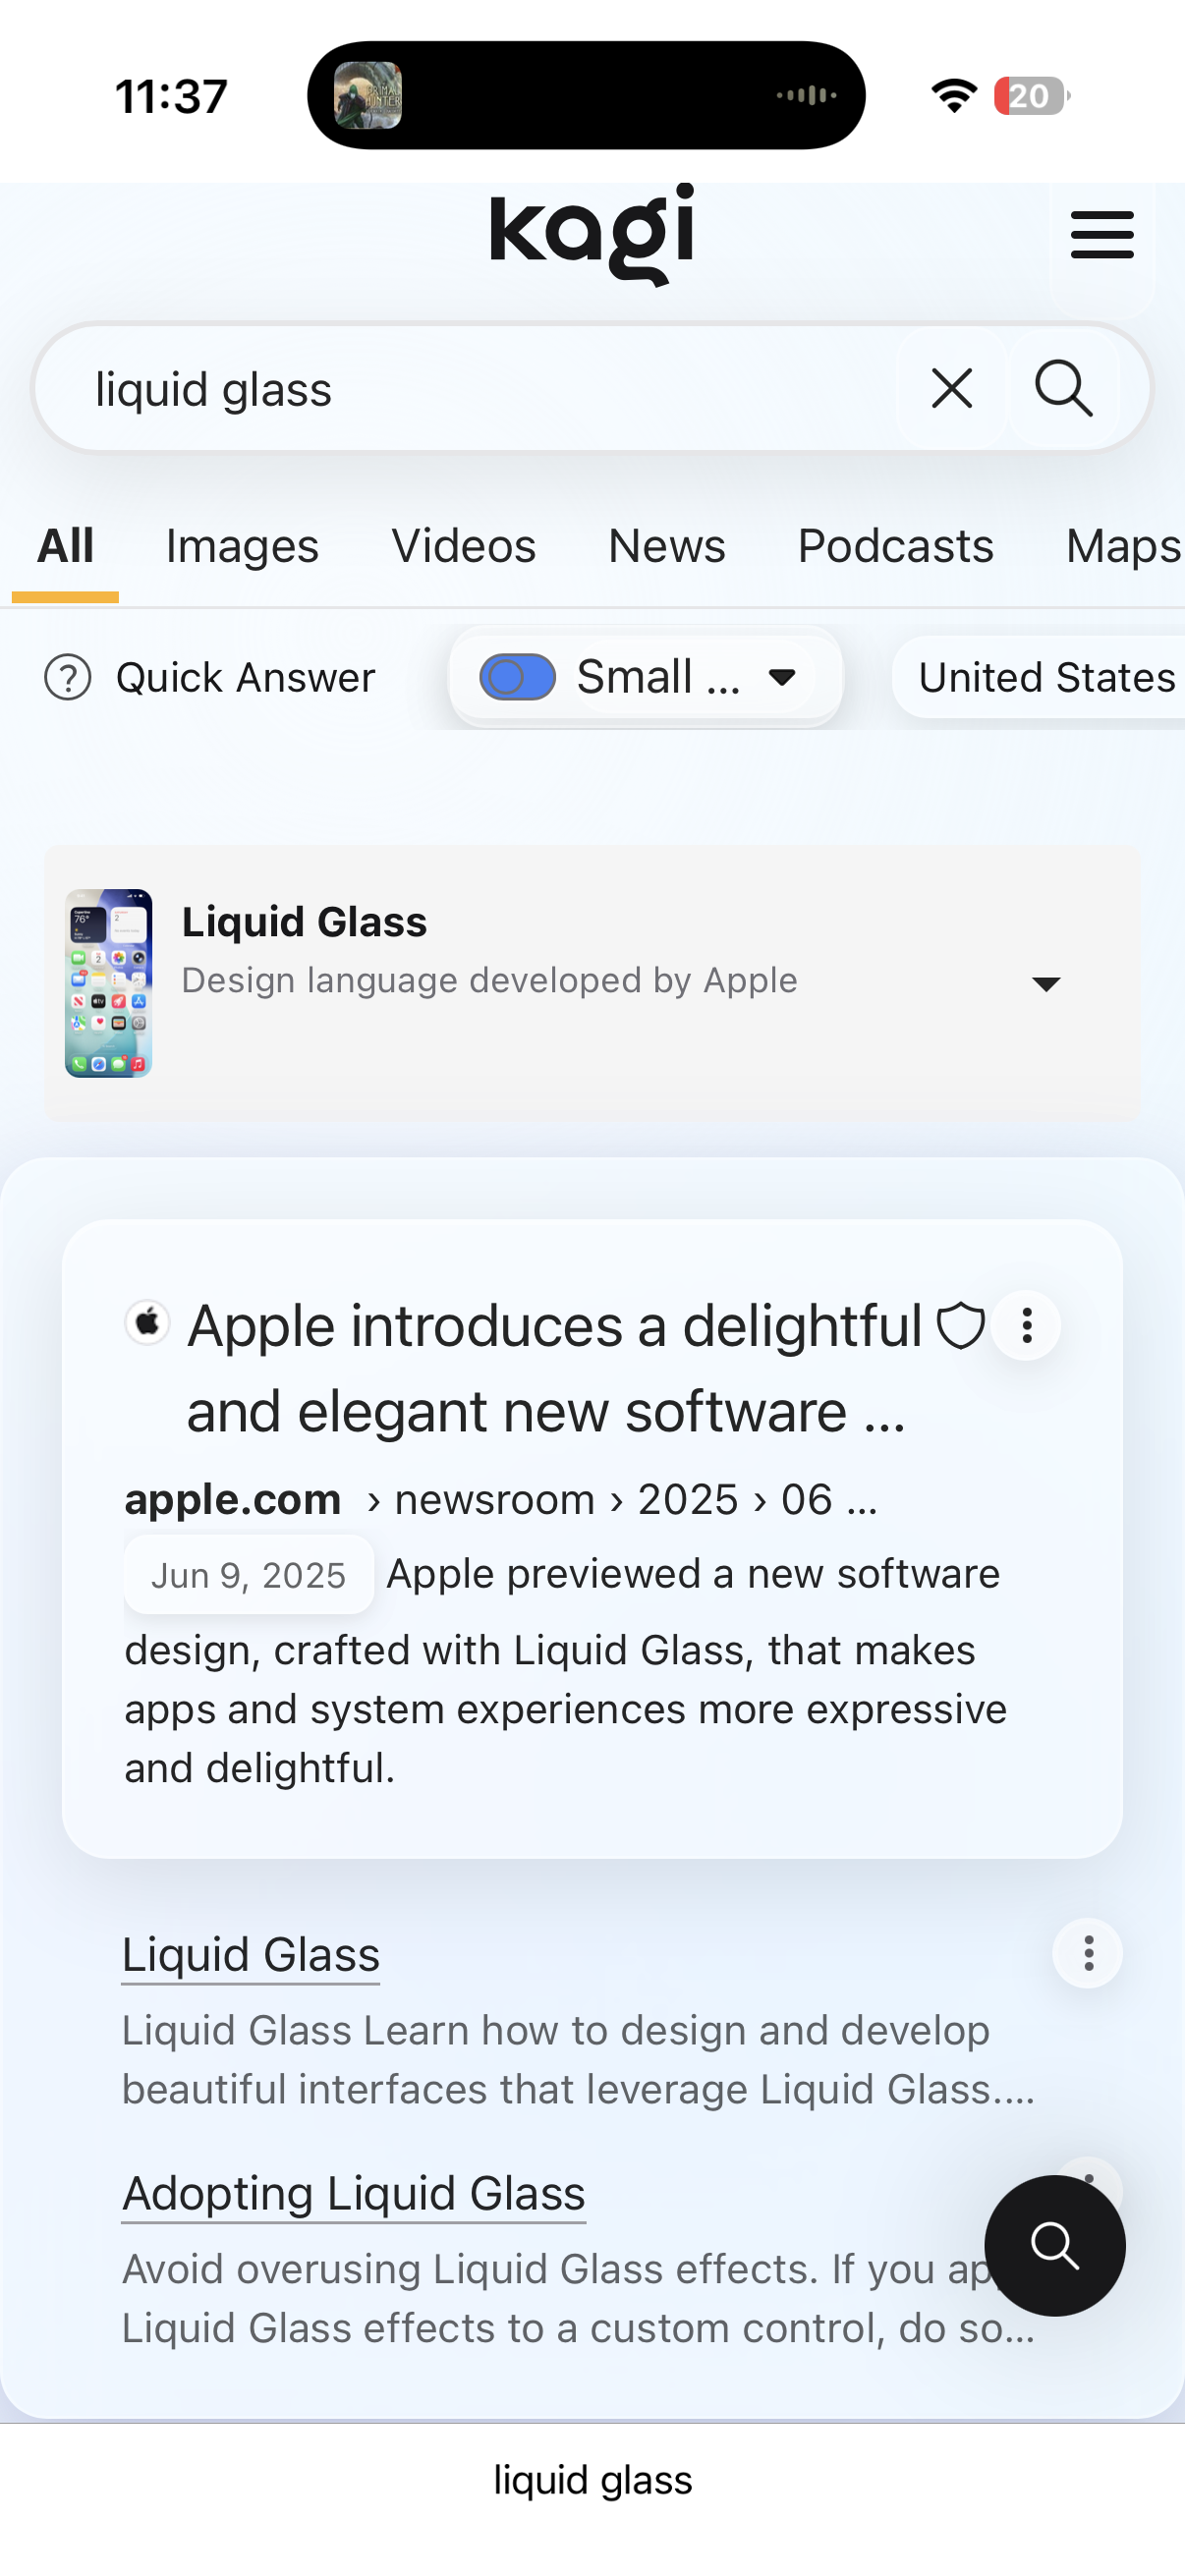 11:37
20
kagi
liquid glass
All Images Videos News Podcasts Maps
? Quick Answer Small ... United States
Liquid Glass
Design language developed by Apple
Apple introduces a delightful
and elegant new software ...
apple.com › newsroom › 2025 › 06 ...
Jun 9, 2025 Apple previewed a new software
design, crafted with Liquid Glass, that makes
apps and system experiences more expressive
and delightful.
Liquid Glass
Liquid Glass Learn how to design and develop
beautiful interfaces that leverage Liquid Glass....
Adopting Liquid Glass
Avoid overusing Liquid Glass effects. If you
Liquid Glass effects to a custom control, do so...
liquid glass